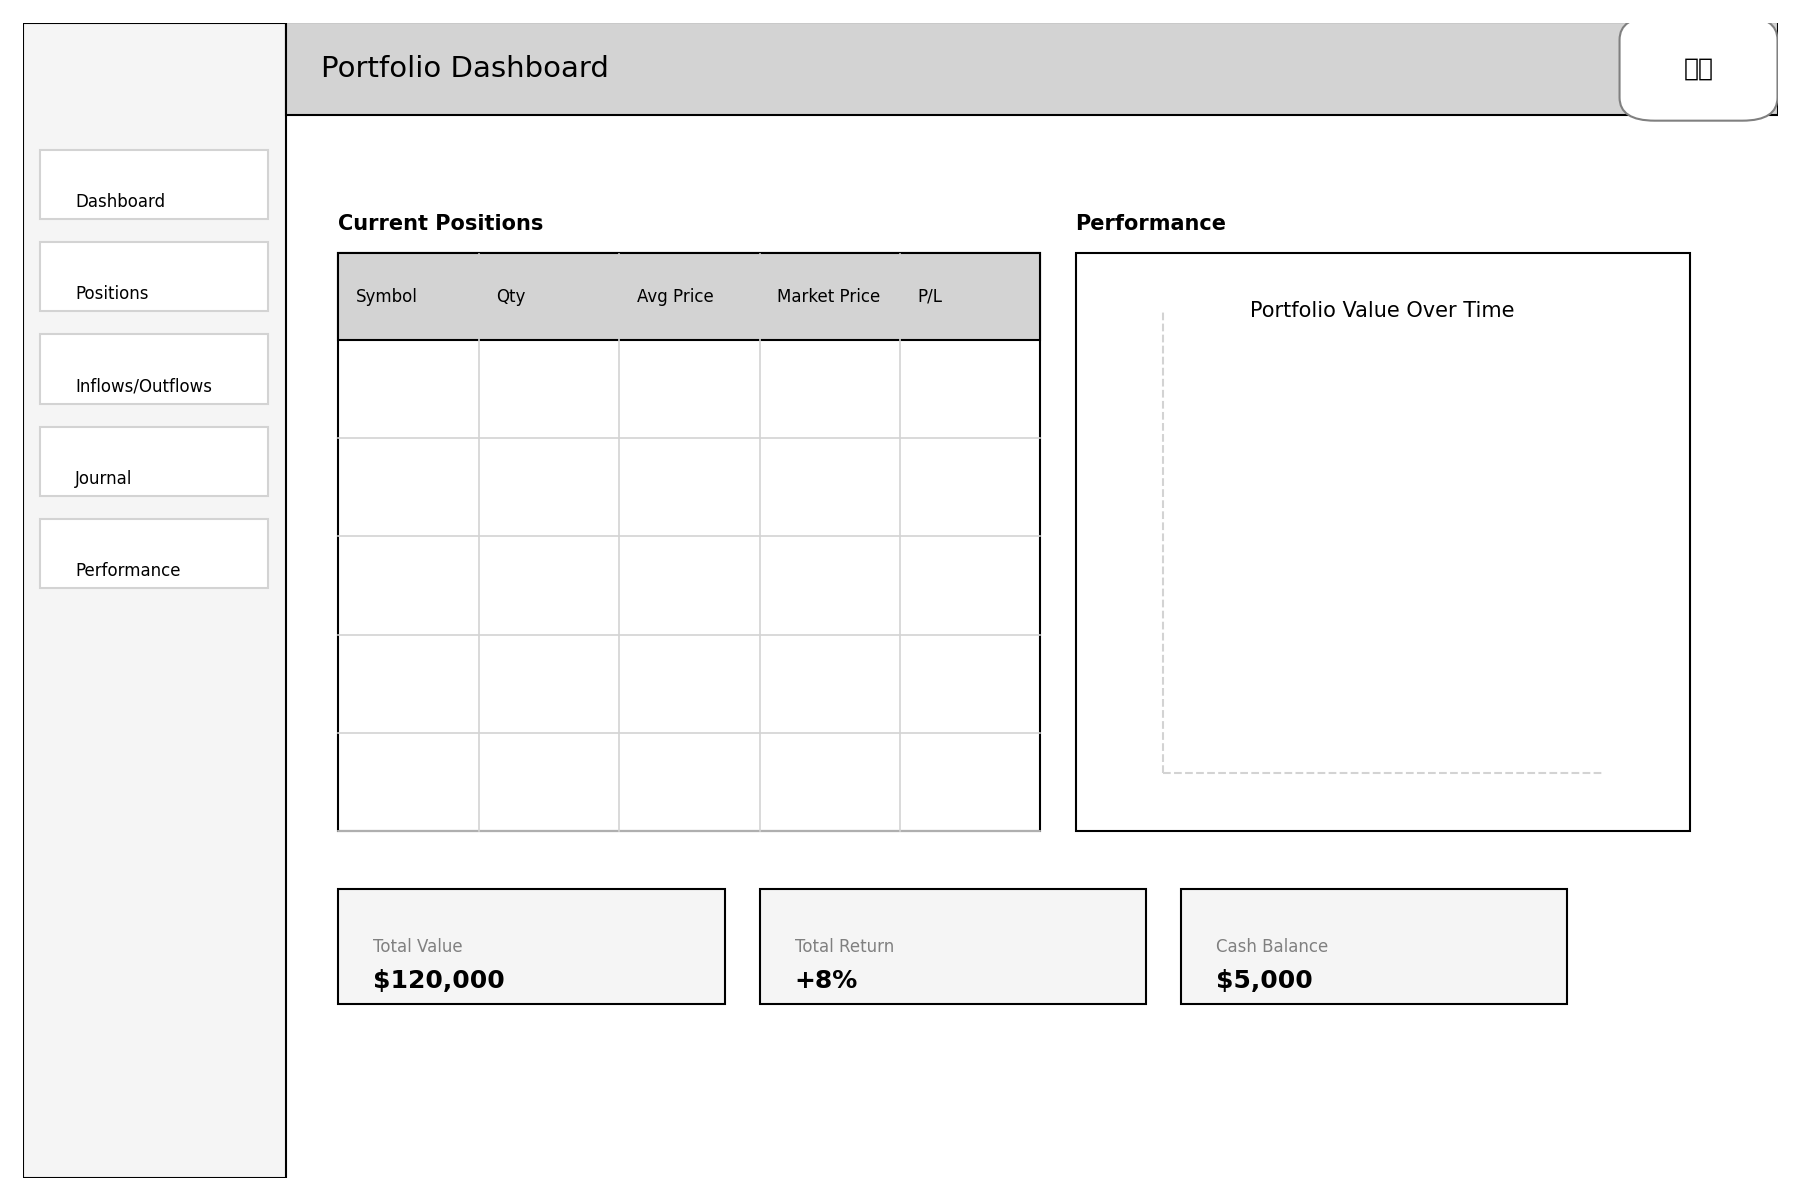 Portfolio Dashboard
Dashboard
Positions
Inflows/Outflows
Journal
Performance
Current Positions
Symbol Qty Avg Price Market Price P/L
Performance
Portfolio Value Over Time
Total Value
$120,000
Total Return
+8%
Cash Balance
$5,000